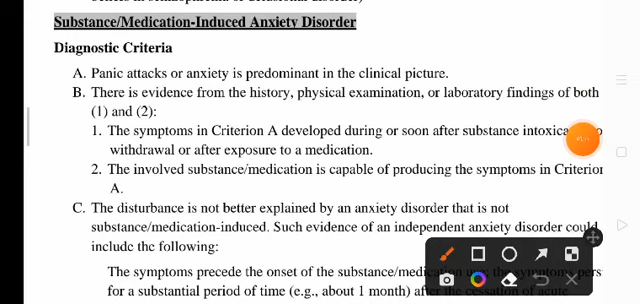 Substance/Medication-Induced Anxiety Disorder
Diagnostic Criteria
A. Panic attacks or anxiety is predominant in the clinical picture.
B. There is evidence from the history, physical examination, or laboratory findings of both
(1) and (2):
1. The symptoms in Criterion A developed during or soon after substance
withdrawal or after exposure to a medication.
2. The involved substance/medication is capable of producing the symptoms in
A.
C. The disturbance is not better explained by an anxiety disorder that is not
substance/medication-induced. Such evidence of an independent anxiety disorder could
include the following:
The symptoms precede the onset of the
for a substantial period of time (e.g., about 1 month)